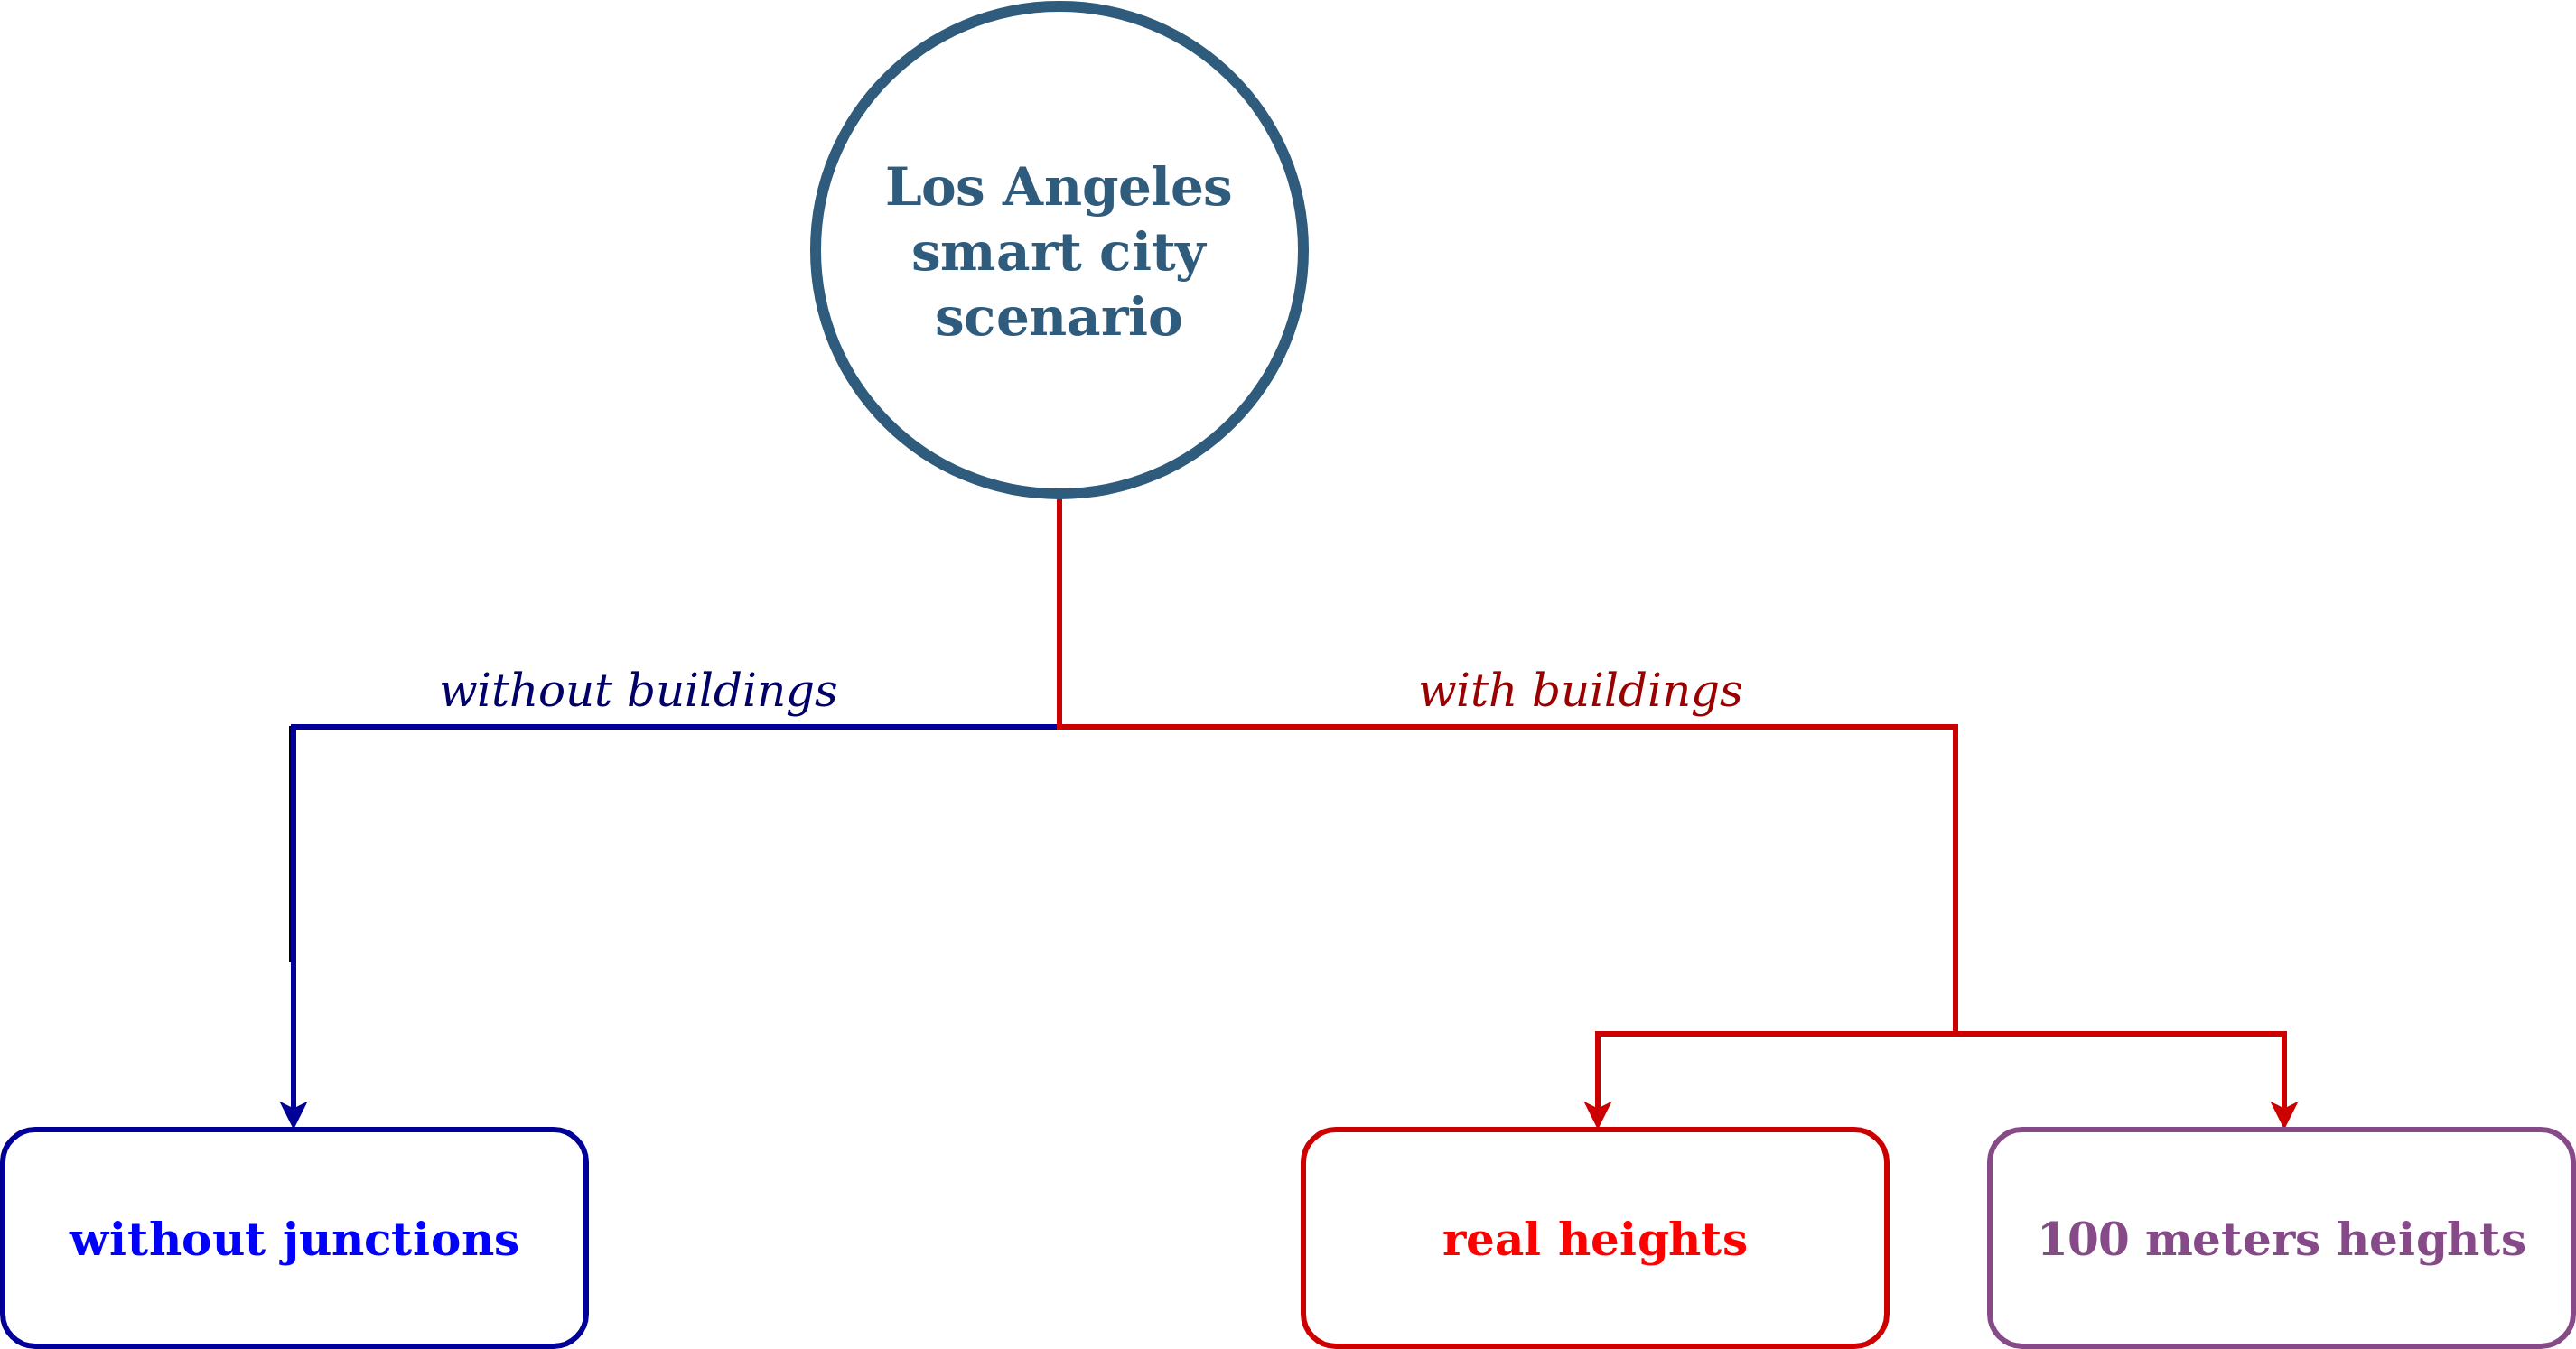 Los Angeles
smart city
scenario
without buildings
with buildings
without junctions
real heights
100 meters heights